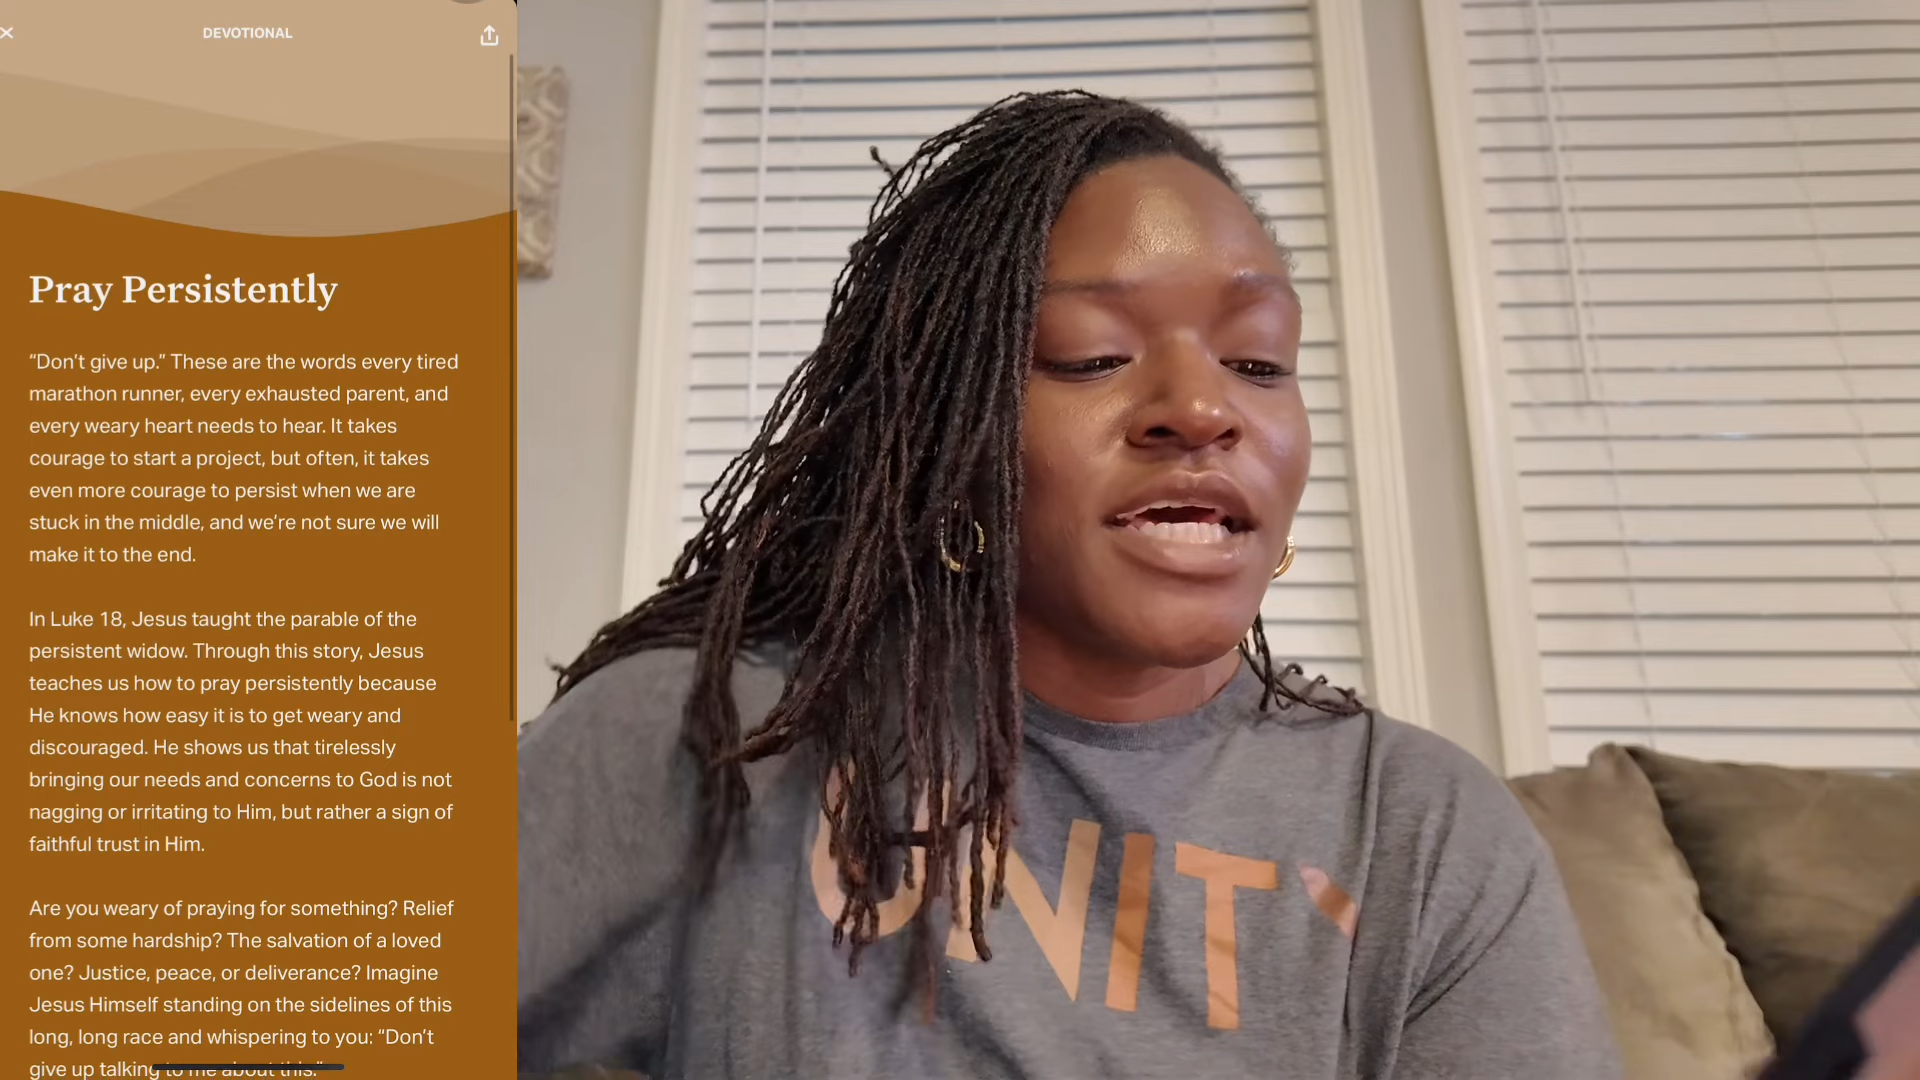 DEVOTIONAL
Pray Persistently
“Don’t give up.” These are the words every tired
marathon runner, every exhausted parent, and
every weary heart needs to hear. It takes
courage to start a project, but often, it takes
even more courage to persist when we are
stuck in the middle, and we’re not sure we will
make it to the end.
In Luke 18, Jesus taught the parable of the
persistent widow. Through this story, Jesus
teaches us how to pray persistently because
He knows how easy it is to get weary and
discouraged. He shows us that tirelessly
bringing our needs and concerns to God is not
nagging or irritating to Him, but rather a sign of
faithful trust in Him.
Are you weary of praying for something? Relief
from some hardship? The salvation of a loved
one? Justice, peace, or deliverance? Imagine
Jesus Himself standing on the sidelines of this
long, long race and whispering to you: “Don’t
give up talking to me about this.”
UNITY